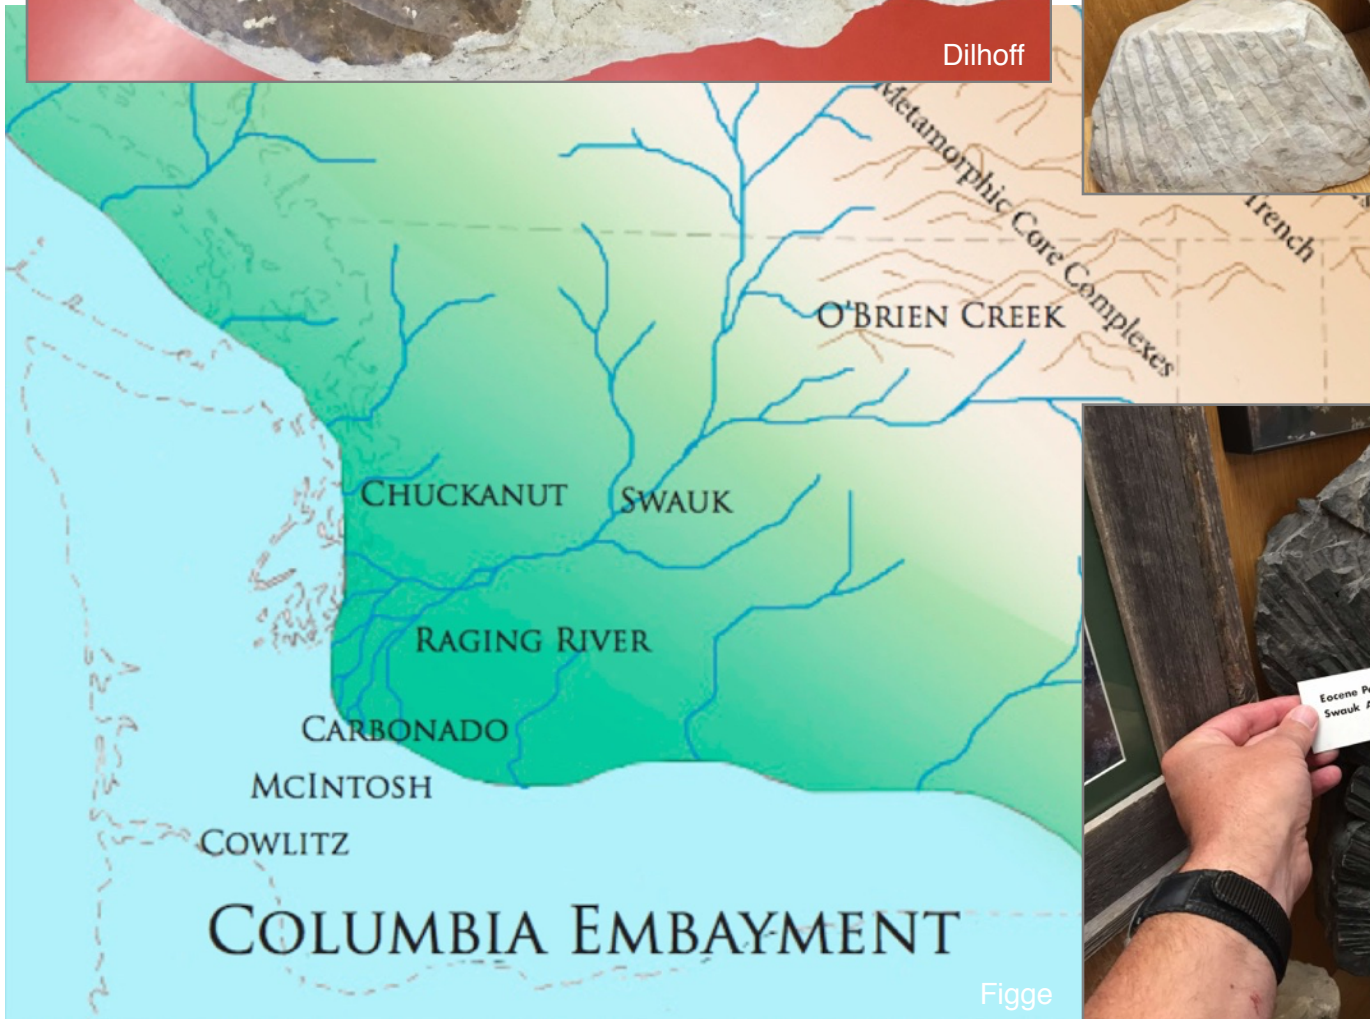 Dilhoff
Metamorphic Core Complexes
Trench
O'BRIEN CREEK
CHUCKANUT
SWAUK
RAGING RIVER
CARBONADO
MCINTOSH
COWLITZ
COLUMBIA EMBAYMENT
Figge
Eocene
Swauk